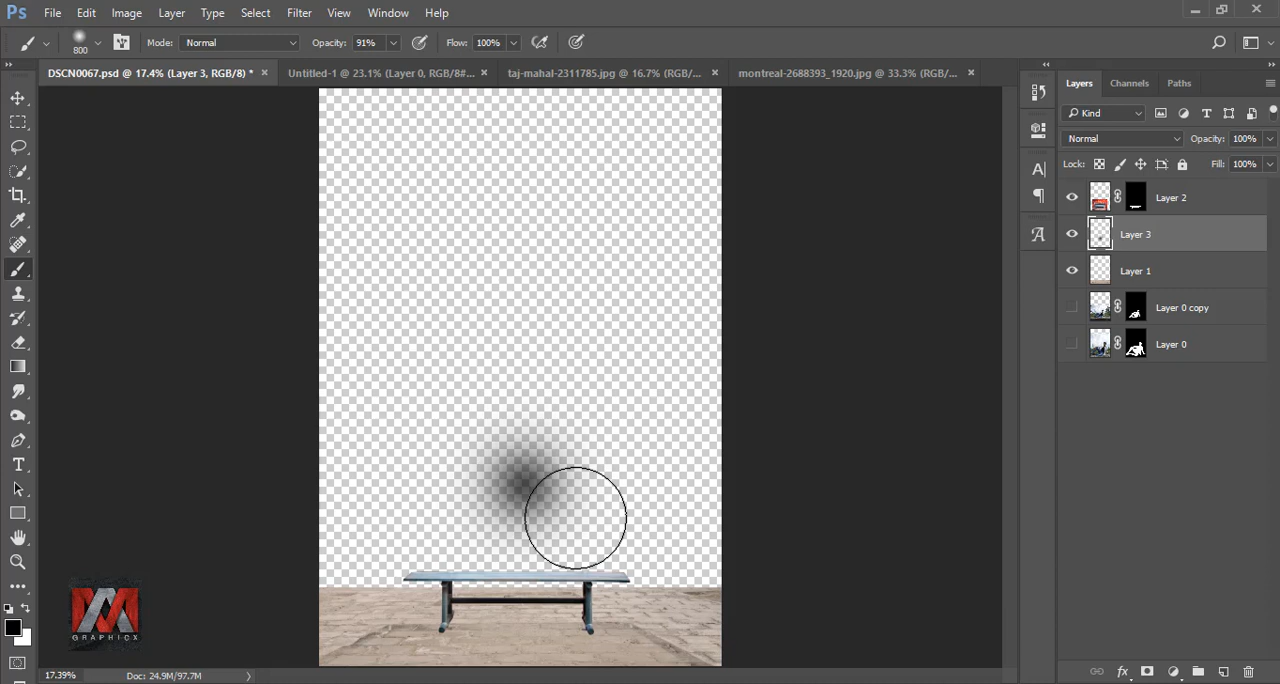 Ps File Edit Image Layer Type Select Filter View Window Help
800 Mode: Normal Opacity: 91% Flow: 100%
DSCN0067.psd @ 17.4% (Layer 3, RGB/8) * × Untitled-1 @ 23.1% (Layer 0, RGB/8#... × taj-mahal-2311785.jpg @ 16.7% (RGB/... × montreal-2688393_1920.jpg @ 33.3% (RGB/... ×
Layers Channels Paths
Kind
Normal Opacity: 100%
Lock: Fill: 100%
Layer 2
Layer 3
Layer 1
Layer 0 copy
Layer 0
GRAPHICX
17.39% Doc: 24.9M/97.7M